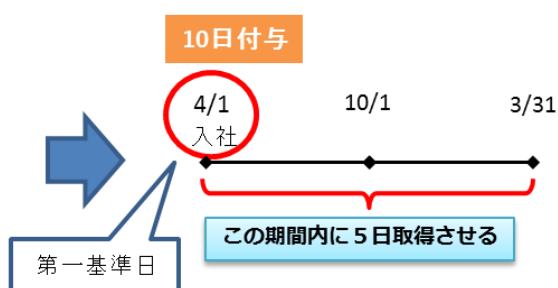 10日付与
4/1
10/1
3/31
入社
この期間内に5日取得させる
第一基準日